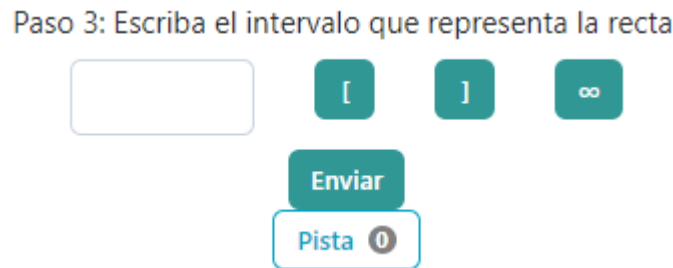 Paso 3: Escriba el intervalo que representa la recta
[ ] ∞
Enviar
Pista 0